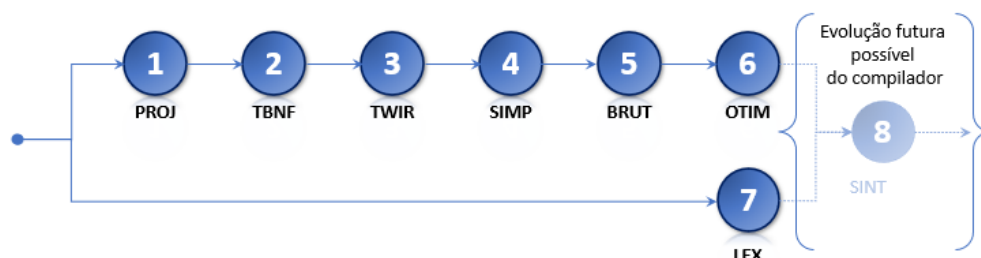 1
2
3
4
5
6
PROJ
TBNF
TWIR
SIMP
BRUT
OTIM
Evolução futura
possível
do compilador
8
SINT
7
LEX